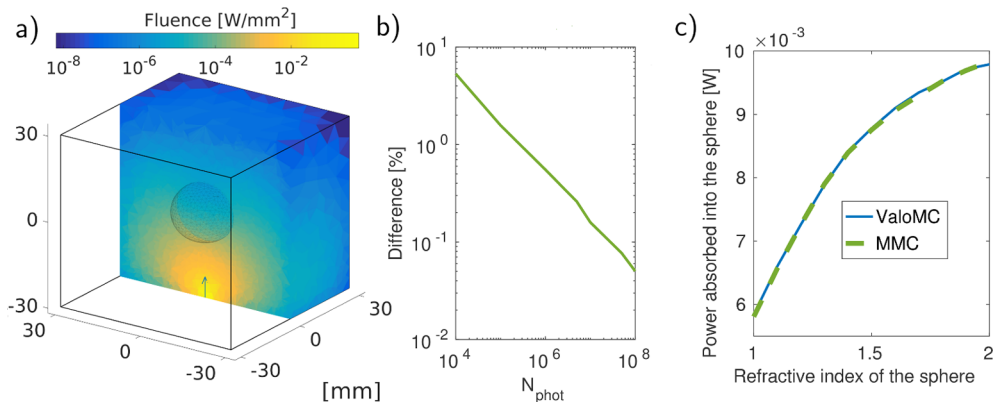 a)
Fluence [W/mm²]
10⁻⁸ 10⁻⁶ 10⁻⁴ 10⁻²
30
0
-30
30
0
-30
-30
0
30
[mm]
b)
Difference [%]
10¹
10⁰
10⁻¹
10⁻²
10⁴ 10⁶ 10⁸
N_phot
c)
×10⁻³
Power absorbed into the sphere [W]
10
9
8
7
6
ValoMC
MMC
1 1.5 2
Refractive index of the sphere